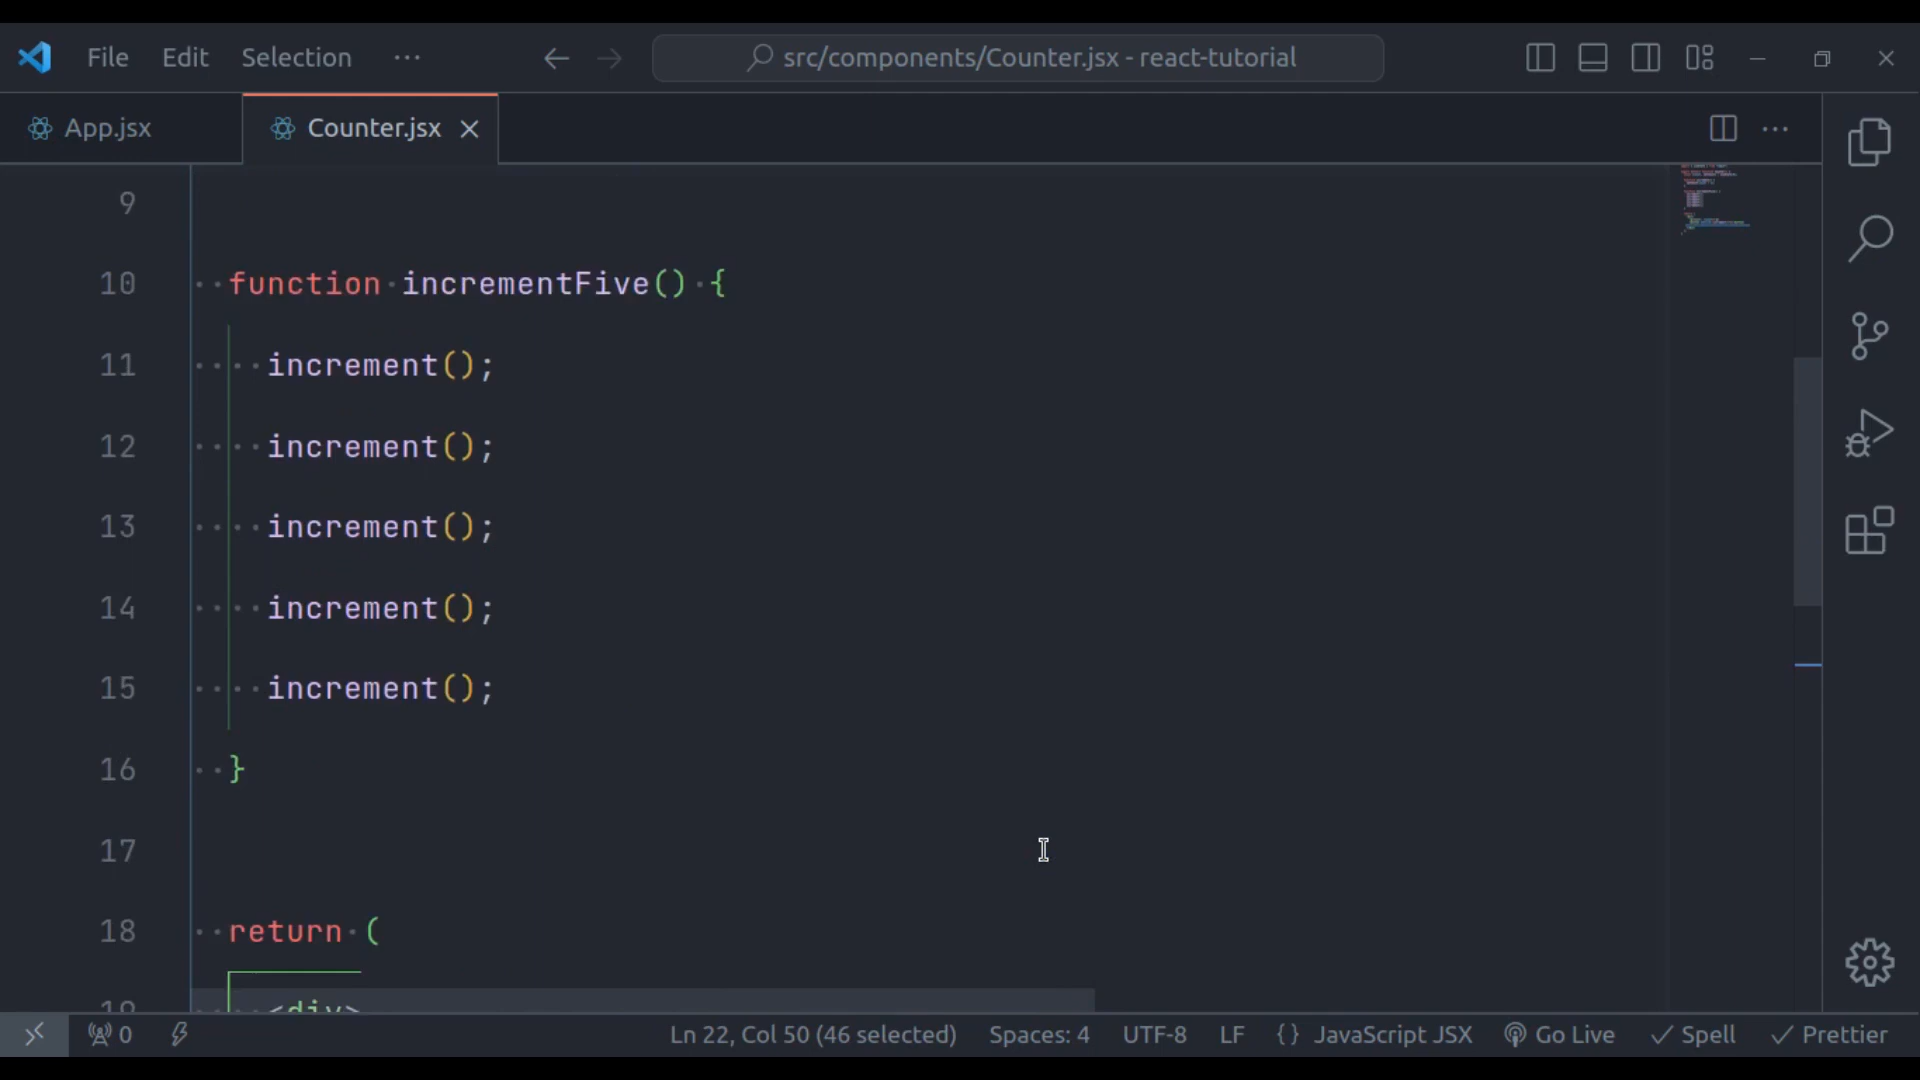 File Edit Selection ··· src/components/Counter.jsx - react-tutorial
App.jsx Counter.jsx
9
10 function incrementFive() {
11 increment();
12 increment();
13 increment();
14 increment();
15 increment();
16 }
17
18 return (
19 <div>
0 Ln 22, Col 50 (46 selected) Spaces: 4 UTF-8 LF {} JavaScript JSX Go Live Spell Prettier